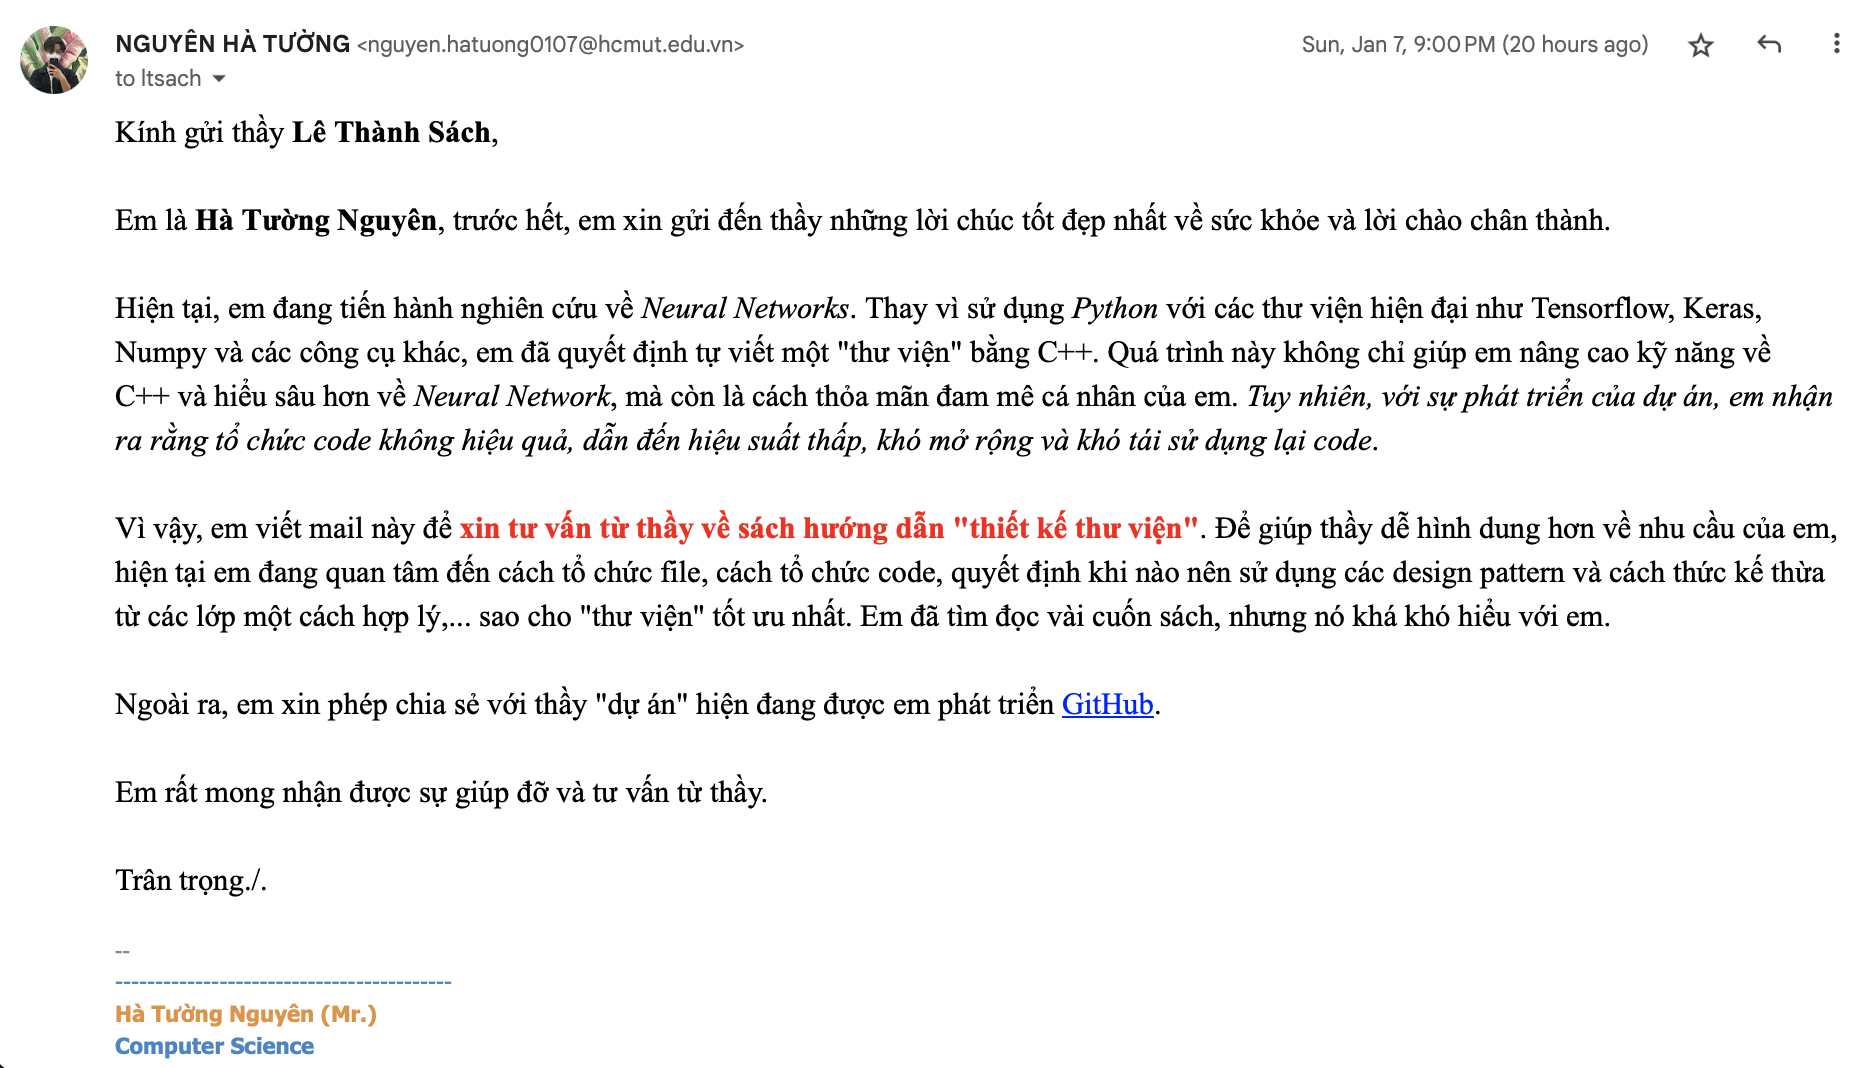 NGUYÊN HÀ TƯỜNG <nguyen.hatuong0107@hcmut.edu.vn>
Sun, Jan 7, 9:00 PM (20 hours ago)
to ltsach
Kính gửi thầy Lê Thành Sách,
Em là Hà Tường Nguyên, trước hết, em xin gửi đến thầy những lời chúc tốt đẹp nhất về sức khỏe và lời chào chân thành.
Hiện tại, em đang tiến hành nghiên cứu về Neural Networks. Thay vì sử dụng Python với các thư viện hiện đại như Tensorflow, Keras,
Numpy và các công cụ khác, em đã quyết định tự viết một "thư viện" bằng C++. Quá trình này không chỉ giúp em nâng cao kỹ năng về
C++ và hiểu sâu hơn về Neural Network, mà còn là cách thỏa mãn đam mê cá nhân của em. Tuy nhiên, với sự phát triển của dự án, em nhận
ra rằng tổ chức code không hiệu quả, dẫn đến hiệu suất thấp, khó mở rộng và khó tái sử dụng lại code.
Vì vậy, em viết mail này để xin tư vấn từ thầy về sách hướng dẫn "thiết kế thư viện". Để giúp thầy dễ hình dung hơn về nhu cầu của em,
hiện tại em đang quan tâm đến cách tổ chức file, cách tổ chức code, quyết định khi nào nên sử dụng các design pattern và cách thức kế thừa
từ các lớp một cách hợp lý,... sao cho "thư viện" tốt ưu nhất. Em đã tìm đọc vài cuốn sách, nhưng nó khá khó hiểu với em.
Ngoài ra, em xin phép chia sẻ với thầy "dự án" hiện đang được em phát triển GitHub.
Em rất mong nhận được sự giúp đỡ và tư vấn từ thầy.
Trân trọng./.
--
------------------------------------------
Hà Tường Nguyên (Mr.)
Computer Science